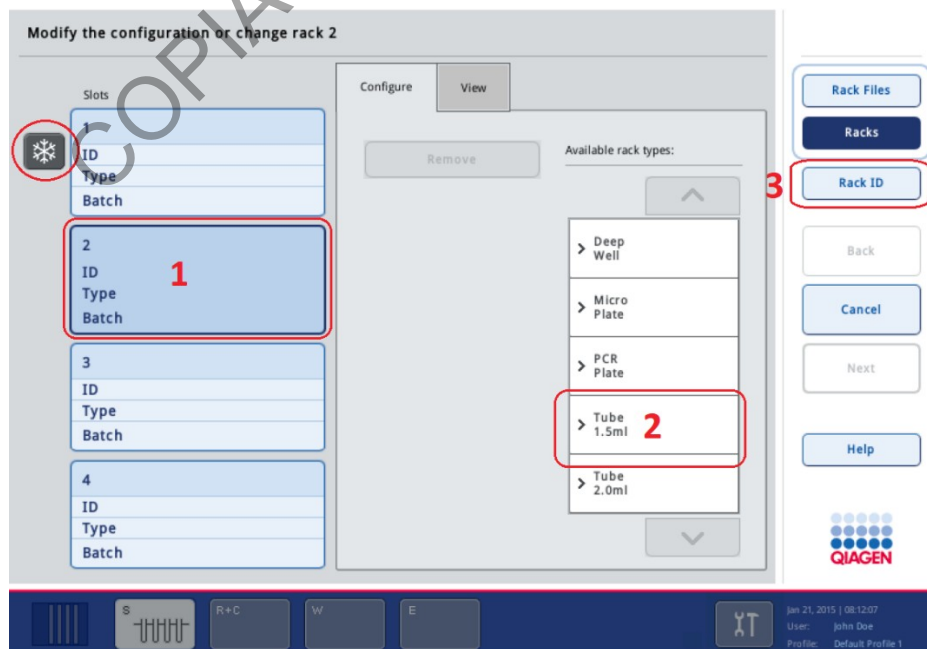 Modify the configuration or change rack 2
COPIA
Slots
1
ID
Type
Batch
2
ID
Type
Batch
1
3
ID
Type
Batch
4
ID
Type
Batch
Configure
View
Remove
Available rack types:
Deep
Well
Micro
Plate
PCR
Plate
Tube
1.5ml
2
Tube
2.0ml
Rack Files
Racks
3
Rack ID
Back
Cancel
Next
Help
QIAGEN
S
R+C
W
E
Jan 21, 2015 | 08:12:07
User: John Doe
Profile: Default Profile 1